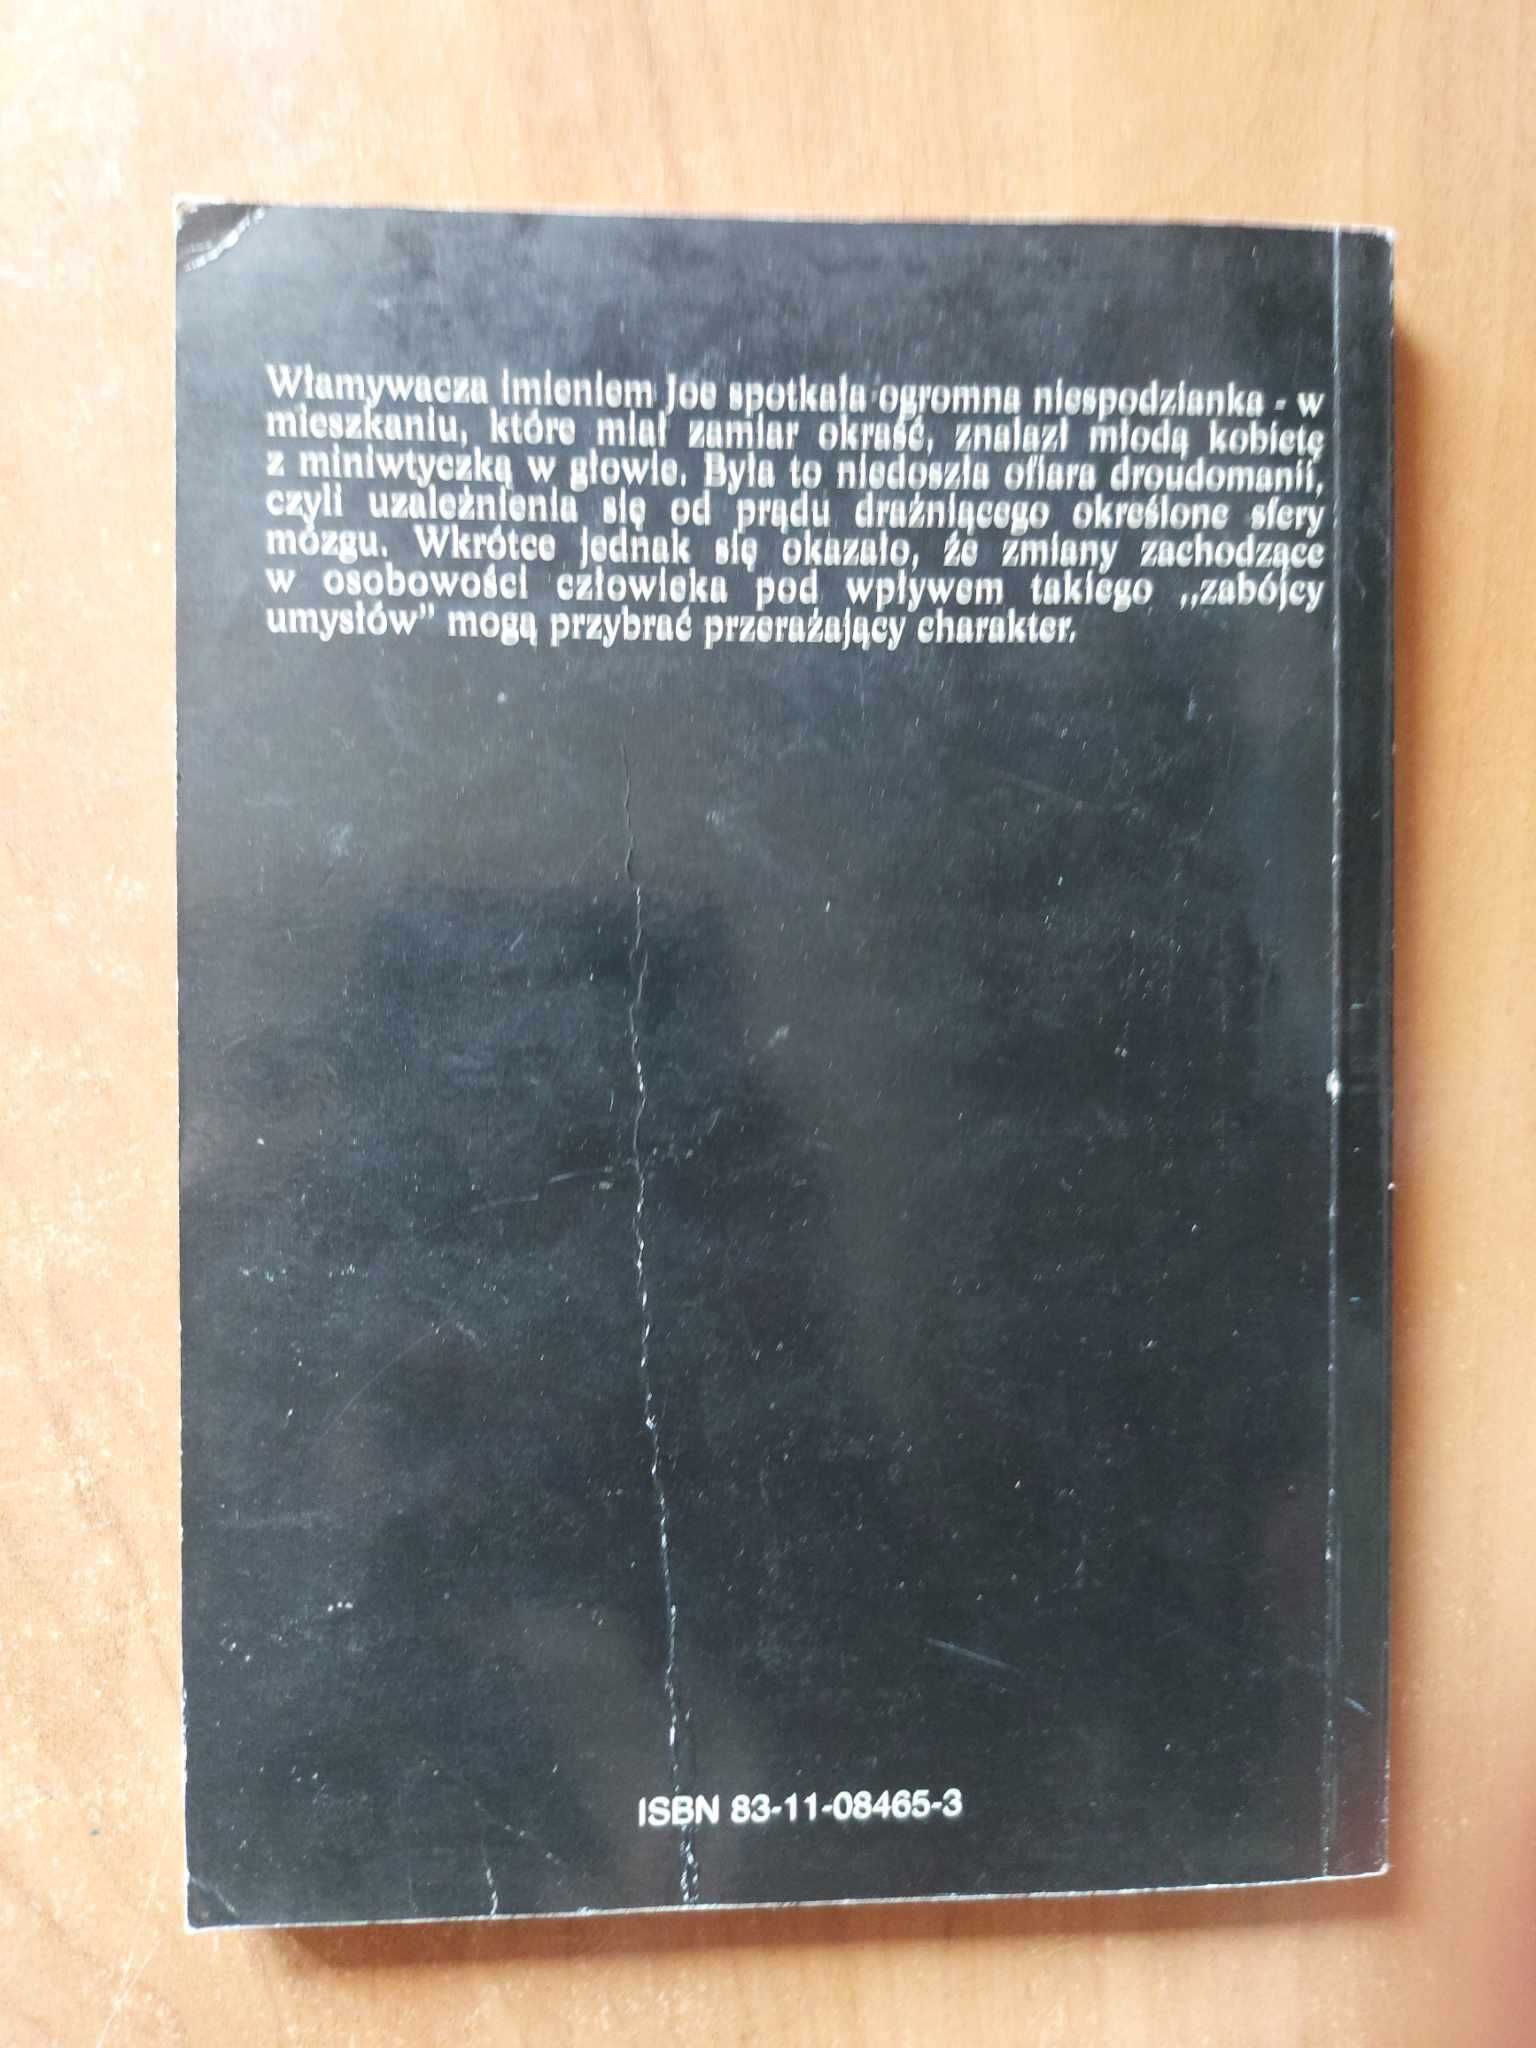 Włamywacza imieniem Joe spotkała ogromna niespodzianka - w
mieszkaniu, które miał zamiar okraść, znalazł młodą kobietę
z miniwtyczką w głowie. Była to niedoszła ofiara droudomanii,
czyli uzależnienia się od prądu drażniącego określone sfery
mózgu. Wkrótce jednak się okazało, że zmiany zachodzące
w osobowości człowieka pod wpływem takiego „zabójcy
umysłów” mogą przybrać przerażający charakter.
ISBN 83-11-08465-3